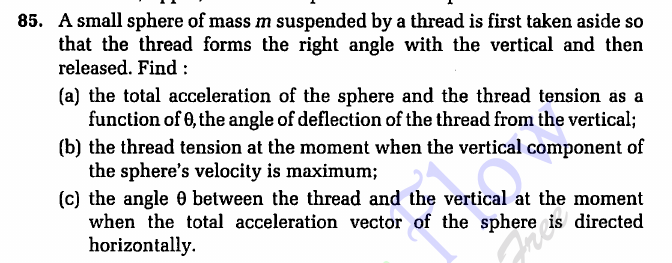 85. A small sphere of mass m suspended by a thread is first taken aside so
that the thread forms the right angle with the vertical and then
released. Find :
(a) the total acceleration of the sphere and the thread tension as a
function of θ, the angle of deflection of the thread from the vertical;
(b) the thread tension at the moment when the vertical component of
the sphere's velocity is maximum;
(c) the angle θ between the thread and the vertical at the moment
when the total acceleration vector of the sphere is directed
horizontally.
Flow
Free